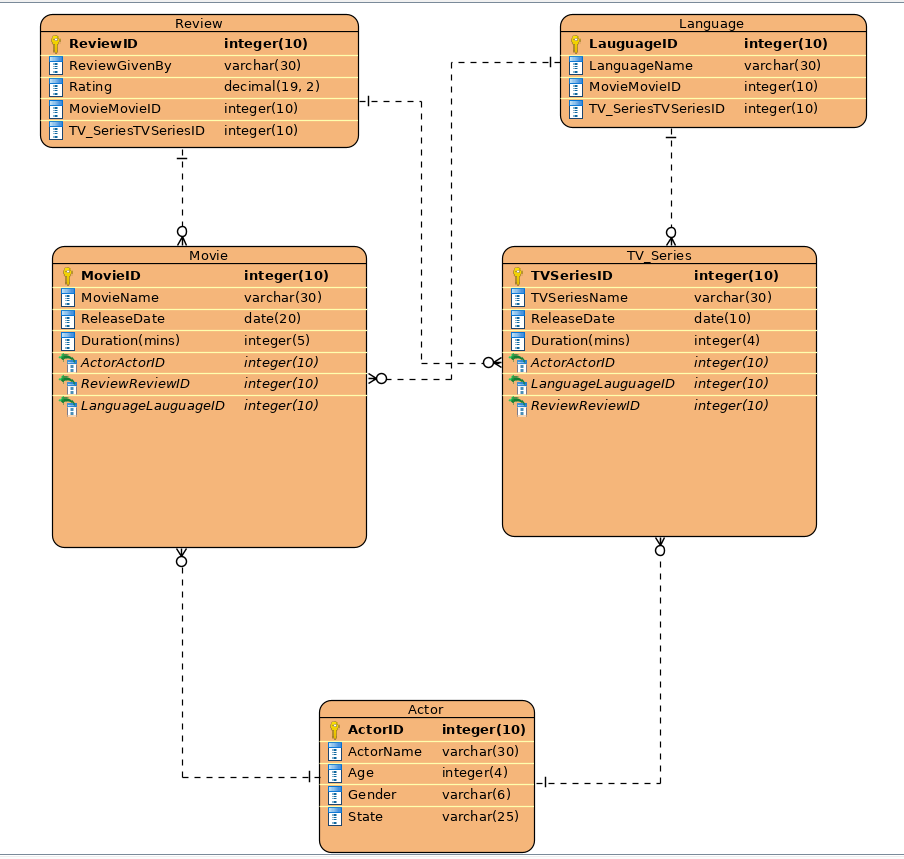 Review
ReviewID integer(10)
ReviewGivenBy varchar(30)
Rating decimal(19, 2)
MovieMovieID integer(10)
TV_SeriesTVSeriesID integer(10)
Language
LauguageID integer(10)
LanguageName varchar(30)
MovieMovieID integer(10)
TV_SeriesTVSeriesID integer(10)
Movie
MovieID integer(10)
MovieName varchar(30)
ReleaseDate date(20)
Duration(mins) integer(5)
ActorActorID integer(10)
ReviewReviewID integer(10)
LanguageLauguageID integer(10)
TV_Series
TVSeriesID integer(10)
TVSeriesName varchar(30)
ReleaseDate date(10)
Duration(mins) integer(4)
ActorActorID integer(10)
LanguageLauguageID integer(10)
ReviewReviewID integer(10)
Actor
ActorID integer(10)
ActorName varchar(30)
Age integer(4)
Gender varchar(6)
State varchar(25)